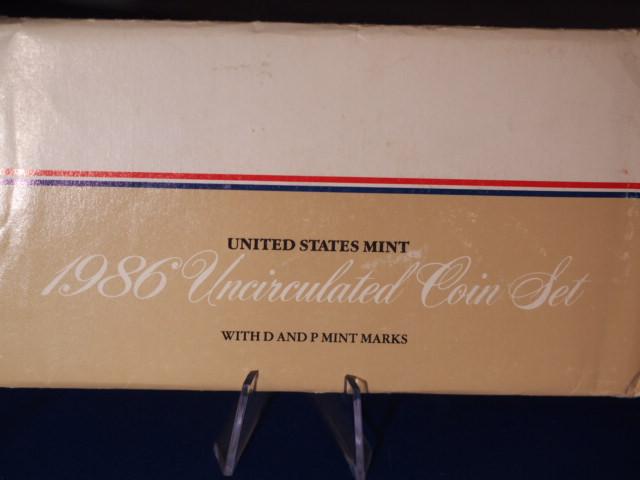 UNITED STATES MINT
1986 Uncirculated Coin Set
WITH D AND P MINT MARKS